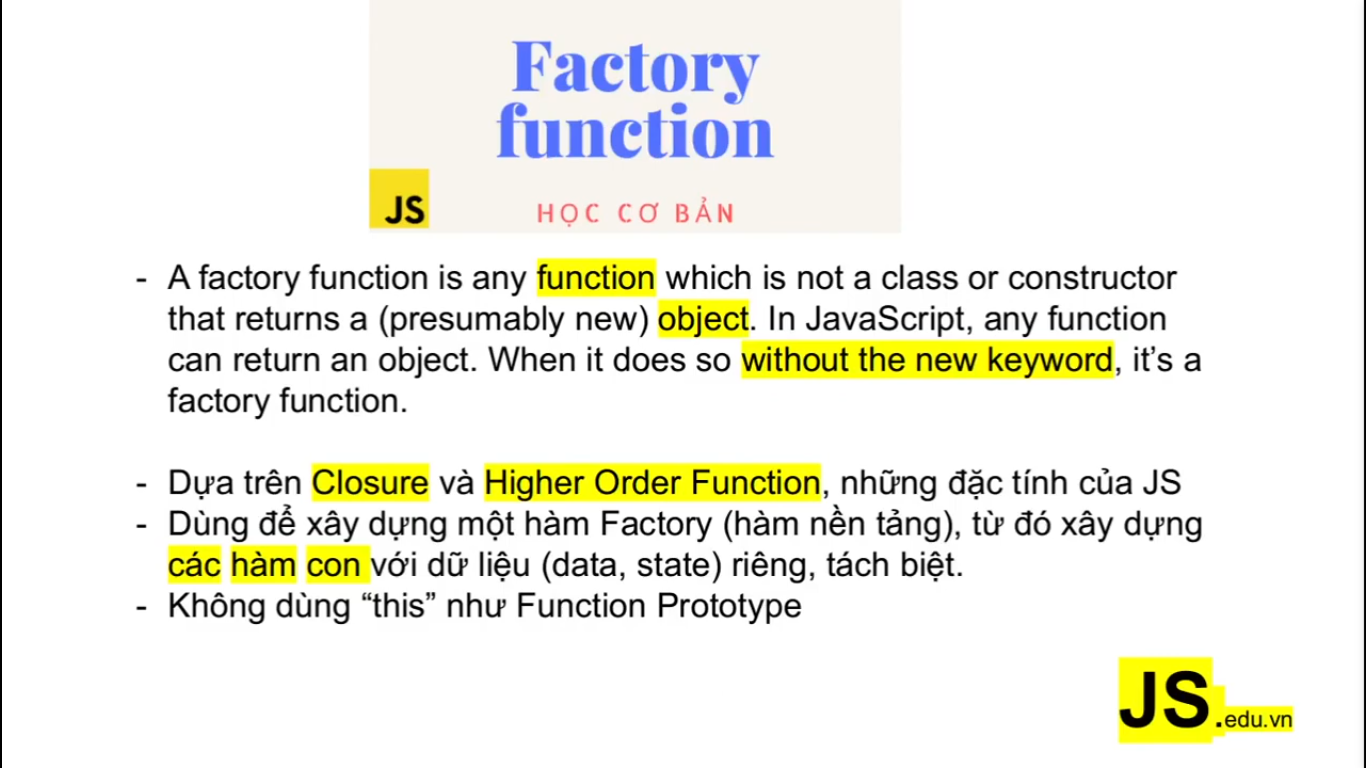 Factory
function
JS
HỌC CƠ BẢN
- A factory function is any function which is not a class or constructor
that returns a (presumably new) object. In JavaScript, any function
can return an object. When it does so without the new keyword, it’s a
factory function.
- Dựa trên Closure và Higher Order Function, những đặc tính của JS
- Dùng để xây dựng một hàm Factory (hàm nền tảng), từ đó xây dựng
các hàm con với dữ liệu (data, state) riêng, tách biệt.
- Không dùng “this” như Function Prototype
JS.edu.vn